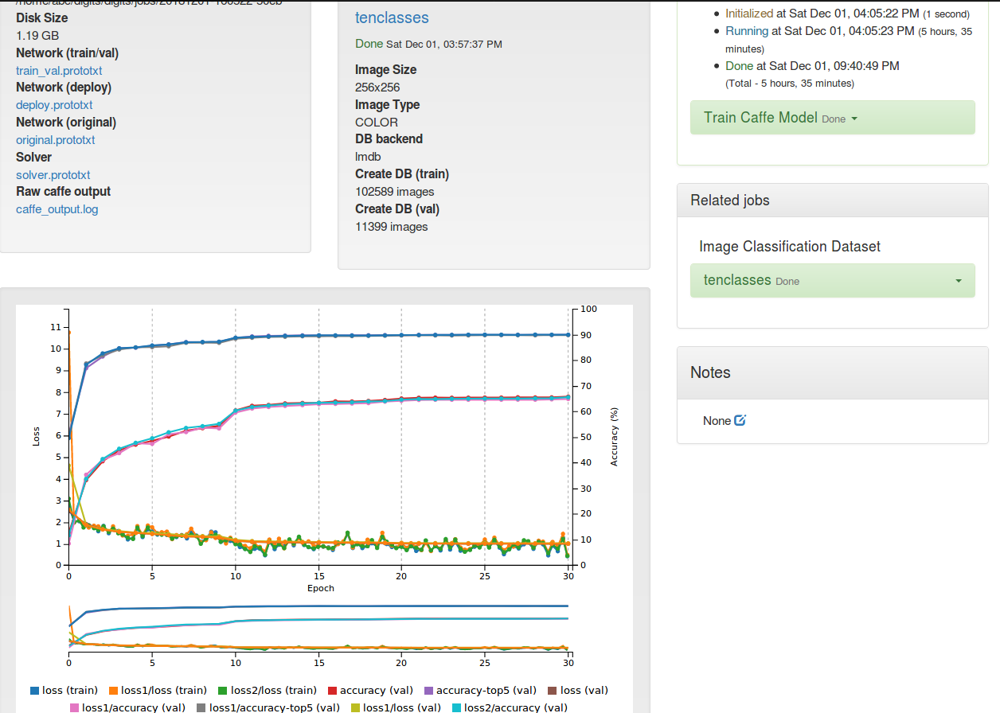 Disk Size
1.19 GB
Network (train/val)
train_val.prototxt
Network (deploy)
deploy.prototxt
Network (original)
original.prototxt
Solver
solver.prototxt
Raw caffe output
caffe_output.log
tenclasses
Done Sat Dec 01, 03:57:37 PM
Image Size
256x256
Image Type
COLOR
DB backend
lmdb
Create DB (train)
102589 images
Create DB (val)
11399 images
Initialized at Sat Dec 01, 04:05:22 PM (1 second)
Running at Sat Dec 01, 04:05:23 PM (5 hours, 35
minutes)
Done at Sat Dec 01, 09:40:49 PM
(Total - 5 hours, 35 minutes)
Train Caffe Model Done
Related jobs
Image Classification Dataset
tenclasses Done
Notes
None
11
10
9
8
7
6
5
4
3
2
1
0
Loss
100
90
80
70
60
50
40
30
20
10
0
Accuracy (%)
0 5 10 15 20 25 30
Epoch
0 5 10 15 20 25 30
loss (train) loss1/loss (train) loss2/loss (train) accuracy (val) accuracy-top5 (val) loss (val)
loss1/accuracy (val) loss1/accuracy-top5 (val) loss1/loss (val) loss2/accuracy (val)